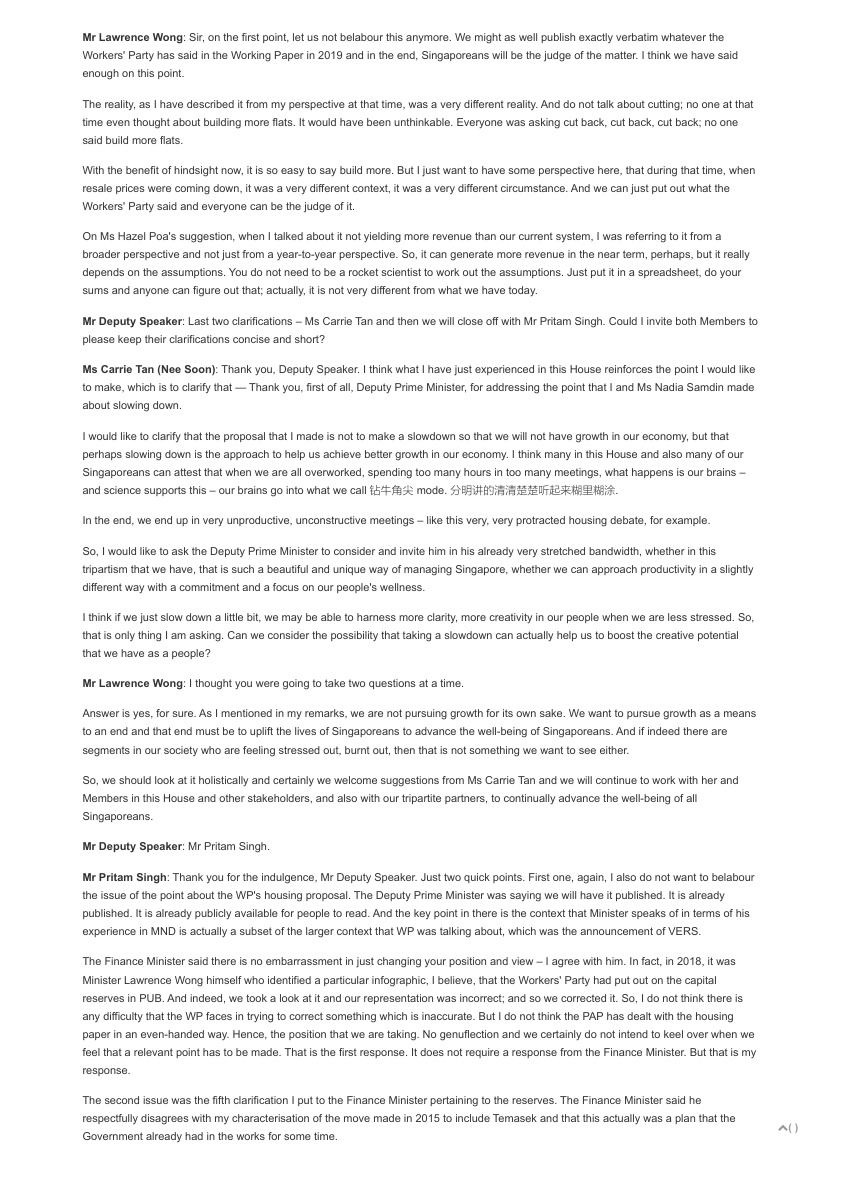 Mr Lawrence Wong: Sir, on the first point, let us not belabour this anymore. We might as well publish exactly verbatim whatever the
Workers' Party has said in the Working Paper in 2019 and in the end, Singaporeans will be the judge of the matter. I think we have said
enough on this point.
The reality, as I have described it from my perspective at that time, was a very different reality. And do not talk about cutting; no one at that
time even thought about building more flats. It would have been unthinkable. Everyone was asking cut back, cut back, cut back; no one
said build more flats.
With the benefit of hindsight now, it is so easy to say build more. But I just want to have some perspective here, that during that time, when
resale prices were coming down, it was a very different context, it was a very different circumstance. And we can just put out what the
Workers' Party said and everyone can be the judge of it.
On Ms Hazel Poa's suggestion, when I talked about it not yielding more revenue than our current system, I was referring to it from a
broader perspective and not just from a year-to-year perspective. So, it can generate more revenue in the near term, perhaps, but it really
depends on the assumptions. You do not need to be a rocket scientist to work out the assumptions. Just put it in a spreadsheet, do your
sums and anyone can figure out that; actually, it is not very different from what we have today.
Mr Deputy Speaker: Last two clarifications – Ms Carrie Tan and then we will close off with Mr Pritam Singh. Could I invite both Members to
please keep their clarifications concise and short?
Ms Carrie Tan (Nee Soon): Thank you, Deputy Speaker. I think what I have just experienced in this House reinforces the point I would like
to make, which is to clarify that — Thank you, first of all, Deputy Prime Minister, for addressing the point that I and Ms Nadia Samdin made
about slowing down.
I would like to clarify that the proposal that I made is not to make a slowdown so that we will not have growth in our economy, but that
perhaps slowing down is the approach to help us achieve better growth in our economy. I think many in this House and also many of our
Singaporeans can attest that when we are all overworked, spending too many hours in too many meetings, what happens is our brains –
and science supports this – our brains go into what we call 钻牛角尖 mode. 分明讲的清清楚楚听起来糊里糊涂.
In the end, we end up in very unproductive, unconstructive meetings – like this very, very protracted housing debate, for example.
So, I would like to ask the Deputy Prime Minister to consider and invite him in his already very stretched bandwidth, whether in this
tripartism that we have, that is such a beautiful and unique way of managing Singapore, whether we can approach productivity in a slightly
different way with a commitment and a focus on our people's wellness.
I think if we just slow down a little bit, we may be able to harness more clarity, more creativity in our people when we are less stressed. So,
that is only thing I am asking. Can we consider the possibility that taking a slowdown can actually help us to boost the creative potential
that we have as a people?
Mr Lawrence Wong: I thought you were going to take two questions at a time.
Answer is yes, for sure. As I mentioned in my remarks, we are not pursuing growth for its own sake. We want to pursue growth as a means
to an end and that end must be to uplift the lives of Singaporeans to advance the well-being of Singaporeans. And if indeed there are
segments in our society who are feeling stressed out, burnt out, then that is not something we want to see either.
So, we should look at it holistically and certainly we welcome suggestions from Ms Carrie Tan and we will continue to work with her and
Members in this House and other stakeholders, and also with our tripartite partners, to continually advance the well-being of all
Singaporeans.
Mr Deputy Speaker: Mr Pritam Singh.
Mr Pritam Singh: Thank you for the indulgence, Mr Deputy Speaker. Just two quick points. First one, again, I also do not want to belabour
the issue of the point about the WP's housing proposal. The Deputy Prime Minister was saying we will have it published. It is already
published. It is already publicly available for people to read. And the key point in there is the context that Minister speaks of in terms of his
experience in MND is actually a subset of the larger context that WP was talking about, which was the announcement of VERS.
The Finance Minister said there is no embarrassment in just changing your position and view – I agree with him. In fact, in 2018, it was
Minister Lawrence Wong himself who identified a particular infographic, I believe, that the Workers' Party had put out on the capital
reserves in PUB. And indeed, we took a look at it and our representation was incorrect; and so we corrected it. So, I do not think there is
any difficulty that the WP faces in trying to correct something which is inaccurate. But I do not think the PAP has dealt with the housing
paper in an even-handed way. Hence, the position that we are taking. No genuflection and we certainly do not intend to keel over when we
feel that a relevant point has to be made. That is the first response. It does not require a response from the Finance Minister. But that is my
response.
The second issue was the fifth clarification I put to the Finance Minister pertaining to the reserves. The Finance Minister said he
respectfully disagrees with my characterisation of the move made in 2015 to include Temasek and that this actually was a plan that the
Government already had in the works for some time.
( )